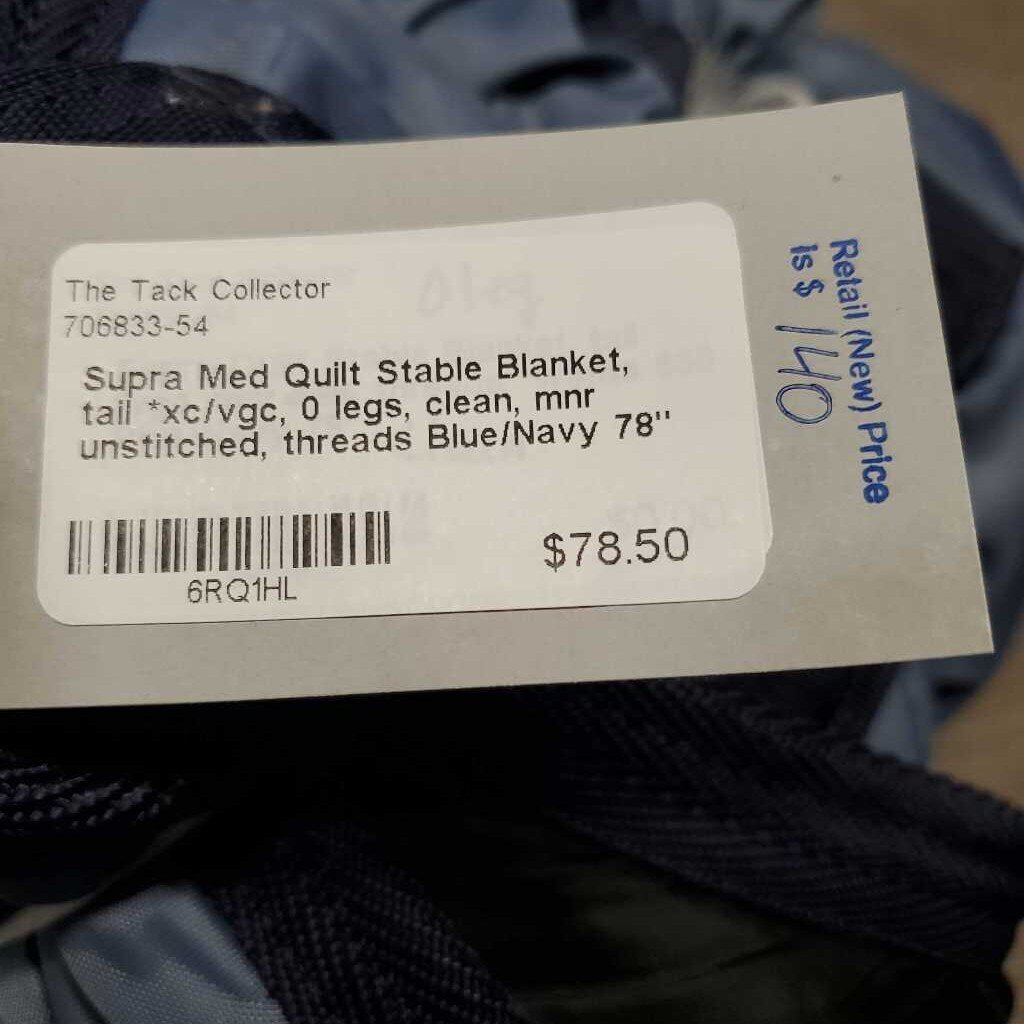 The Tack Collector
706833-54
Supra Med Quilt Stable Blanket,
tail *xc/vgc, 0 legs, clean, mnr
unstitched, threads Blue/Navy 78"
6RQ1HL
$78.50
Retail (New) Price
is $ 140